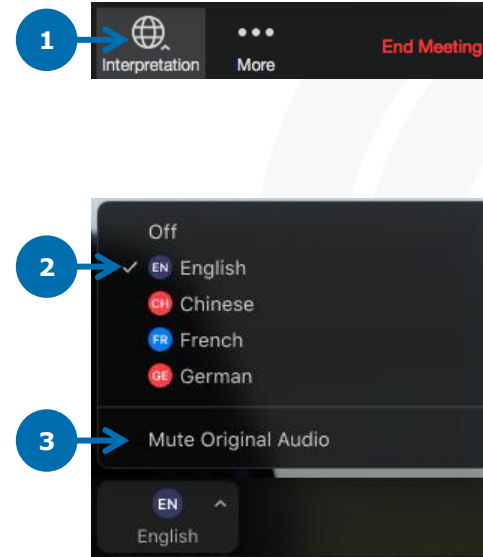 1
Interpretation
More
End Meeting
Off
2
EN English
CH Chinese
FR French
GE German
3
Mute Original Audio
EN
English